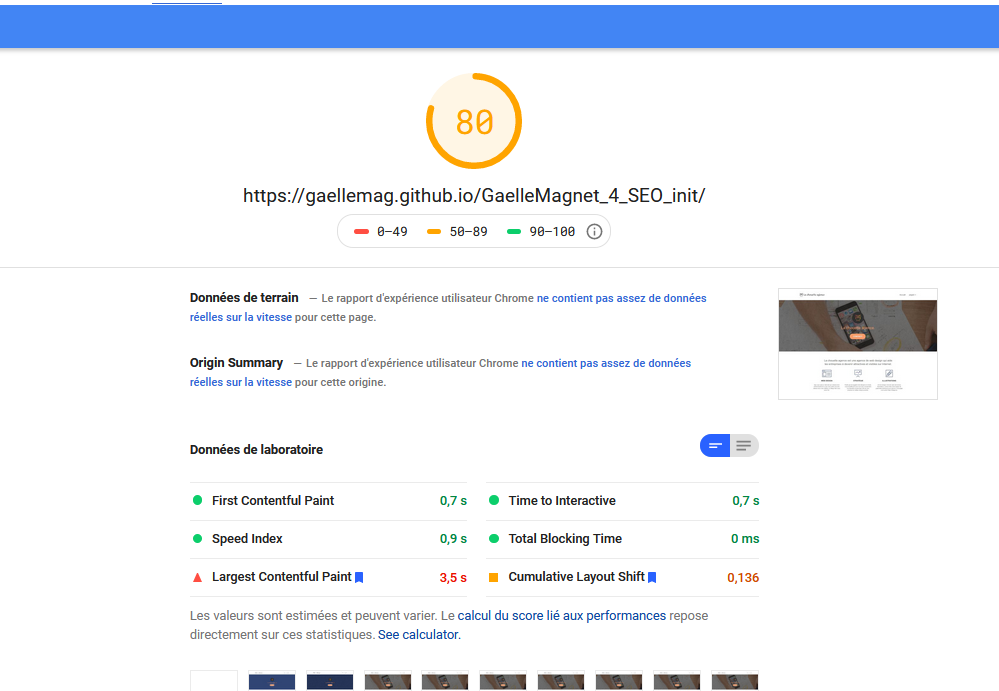 80
https://gaellemag.github.io/GaelleMagnet_4_SEO_init/
0–49 50–89 90–100
Données de terrain — Le rapport d'expérience utilisateur Chrome ne contient pas assez de données
réelles sur la vitesse pour cette page.
Origin Summary — Le rapport d'expérience utilisateur Chrome ne contient pas assez de données
réelles sur la vitesse pour cette origine.
Données de laboratoire
First Contentful Paint 0,7 s
Time to Interactive 0,7 s
Speed Index 0,9 s
Total Blocking Time 0 ms
Largest Contentful Paint 3,5 s
Cumulative Layout Shift 0,136
Les valeurs sont estimées et peuvent varier. Le calcul du score lié aux performances repose
directement sur ces statistiques. See calculator.